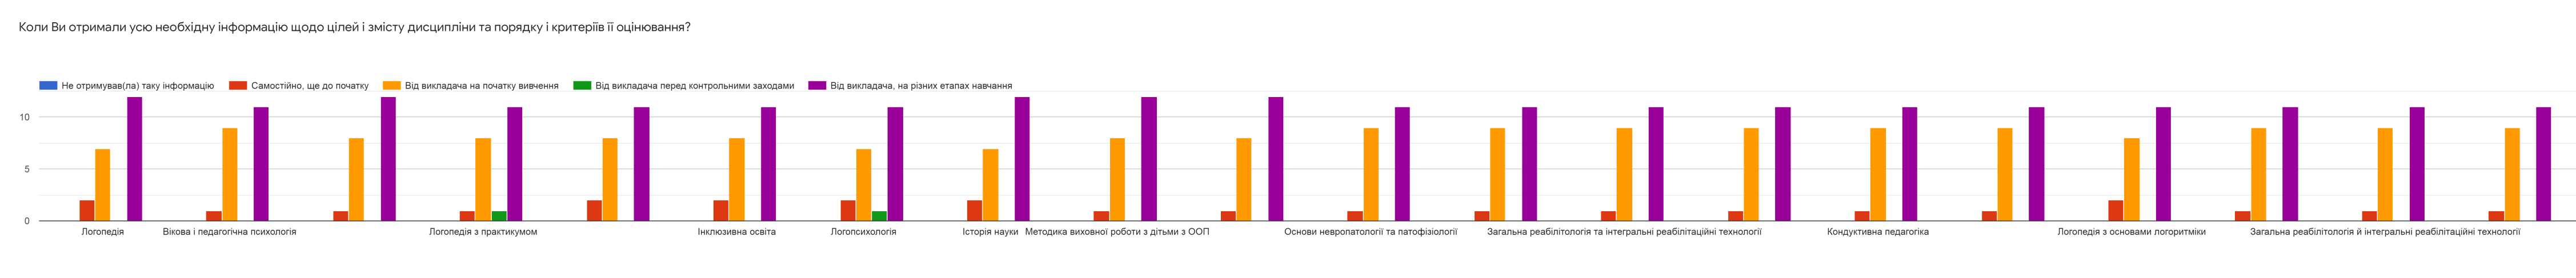 Коли Ви отримали усю необхідну інформацію щодо цілей і змісту дисципліни та порядку і критеріїв її оцінювання?
Не отримував(ла) таку інформацію Самостійно, ще до початку Від викладача на початку вивчення Від викладача перед контрольними заходами Від викладача, на різних етапах навчання
10
5
0
Логопедія Вікова і педагогічна психологія Логопедія з практикумом Інклюзивна освіта Логопсихологія Історія науки Методика виховної роботи з дітьми з ООП Основи невропатології та патофізіології Загальна реабілітологія та інтегральні реабілітаційні технології Кондуктивна педагогіка Логопедія з основами логоритміки Загальна реабілітологія й інтегральні реабілітаційні технології